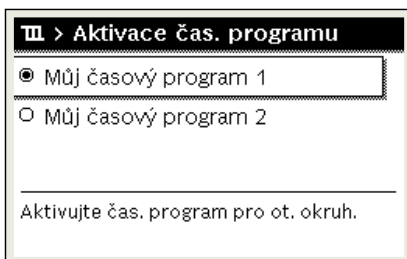 > Aktivace čas. programu
Můj časový program 1
Můj časový program 2
Aktivujte čas. program pro ot. okruh.